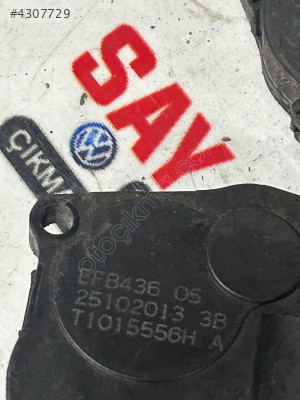 #4307729
SAY
ÇIKMA
EFB436 05
25102013 3B
T1015556H A